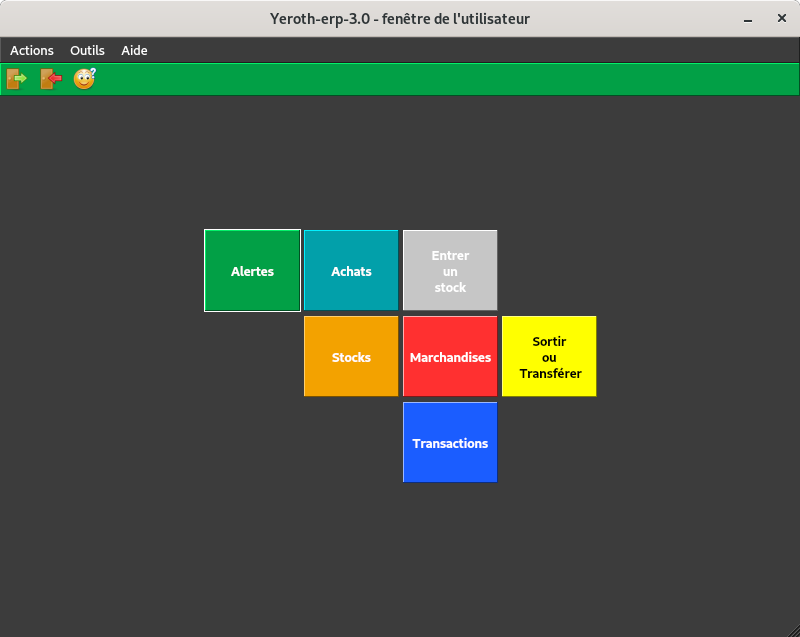 Yeroth-erp-3.0 - fenêtre de l'utilisateur
Actions Outils Aide
Alertes
Achats
Entrer
un
stock
Stocks
Marchandises
Sortir
ou
Transférer
Transactions